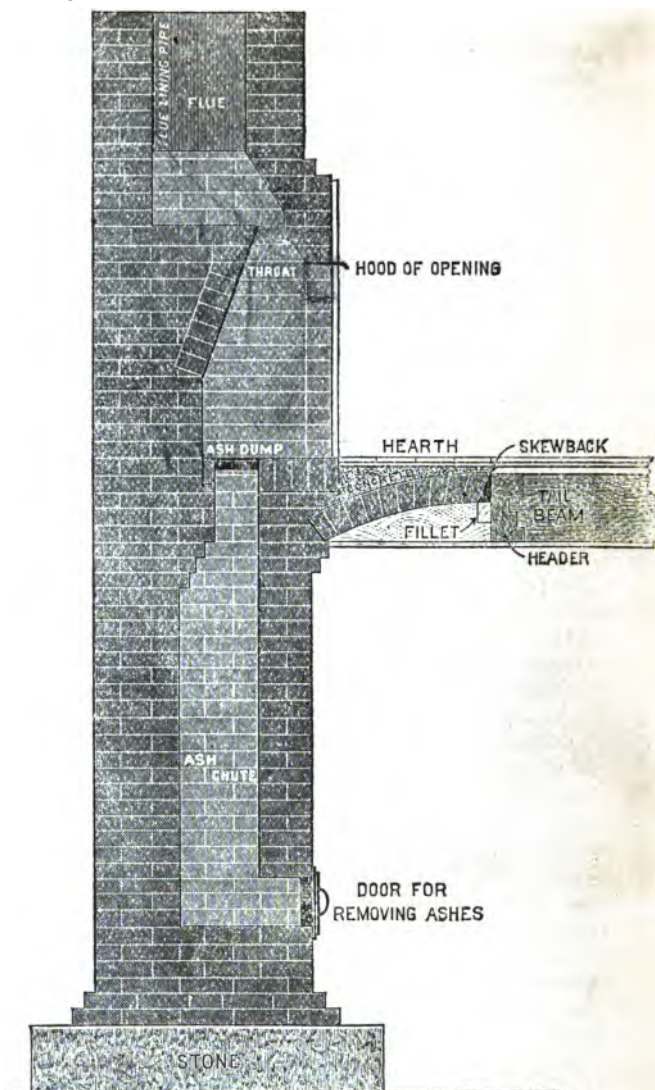 FLUE LINING PIPE
FLUE
THROAT
HOOD OF OPENING
ASH DUMP
HEARTH
SKEWBACK
CONCRETE
TAIL
BEAM
FILLET
HEADER
ASH
CHUTE
DOOR FOR
REMOVING ASHES
STONE